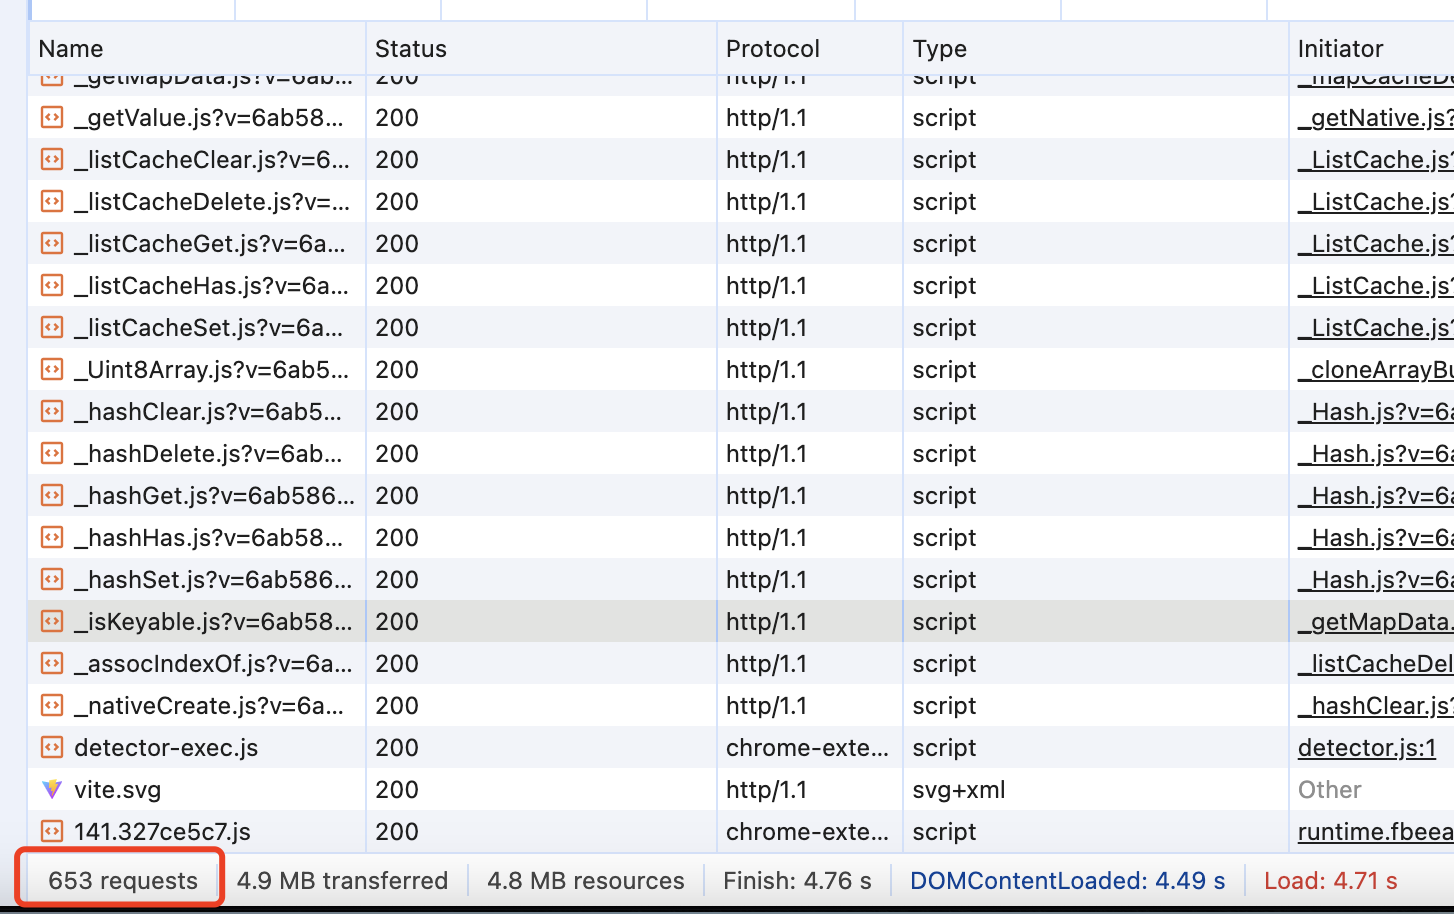 Name Status Protocol Type Initiator
_getMapData.js?v=6ab... 200 http/1.1 script _mapCacheDe
_getValue.js?v=6ab58... 200 http/1.1 script _getNative.js?
_listCacheClear.js?v=6... 200 http/1.1 script _ListCache.js?
_listCacheDelete.js?v=... 200 http/1.1 script _ListCache.js?
_listCacheGet.js?v=6a... 200 http/1.1 script _ListCache.js?
_listCacheHas.js?v=6a... 200 http/1.1 script _ListCache.js?
_listCacheSet.js?v=6a... 200 http/1.1 script _ListCache.js?
_Uint8Array.js?v=6ab5... 200 http/1.1 script _cloneArrayBu
_hashClear.js?v=6ab5... 200 http/1.1 script _Hash.js?v=6a
_hashDelete.js?v=6ab... 200 http/1.1 script _Hash.js?v=6a
_hashGet.js?v=6ab586... 200 http/1.1 script _Hash.js?v=6a
_hashHas.js?v=6ab58... 200 http/1.1 script _Hash.js?v=6a
_hashSet.js?v=6ab586... 200 http/1.1 script _Hash.js?v=6a
_isKeyable.js?v=6ab58... 200 http/1.1 script _getMapData.
_assocIndexOf.js?v=6a... 200 http/1.1 script _listCacheDel
_nativeCreate.js?v=6a... 200 http/1.1 script _hashClear.js?
detector-exec.js 200 chrome-exte... script detector.js:1
vite.svg 200 http/1.1 svg+xml Other
141.327ce5c7.js 200 chrome-exte... script runtime.fbeea
653 requests 4.9 MB transferred 4.8 MB resources Finish: 4.76 s DOMContentLoaded: 4.49 s Load: 4.71 s